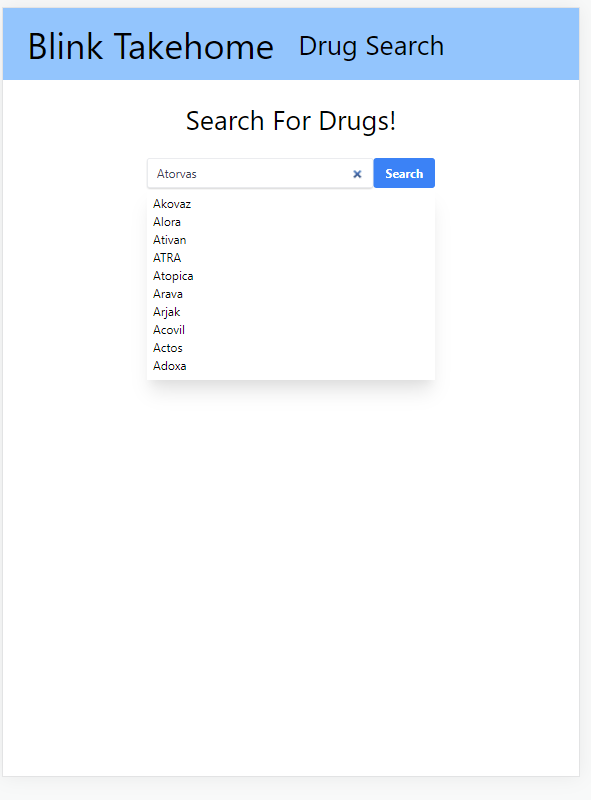 Blink Takehome Drug Search
Search For Drugs!
Atorvas × Search
Akovaz
Alora
Ativan
ATRA
Atopica
Arava
Arjak
Acovil
Actos
Adoxa